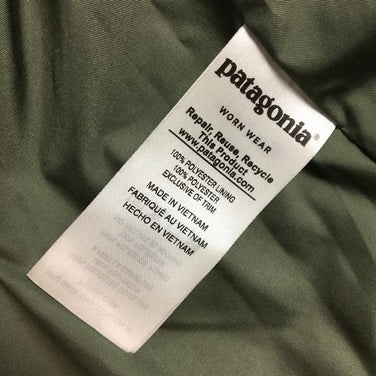 patagonia®
WORN WEAR
Repair, Reuse, Recycle
This Product
www.patagonia.com
100% POLYESTER LINING
100% POLYESTER
EXCLUSIVE OF TRIM
MADE IN VIETNAM
FABRIQUÉ AU VIETNAM
HECHO EN VIETNAM